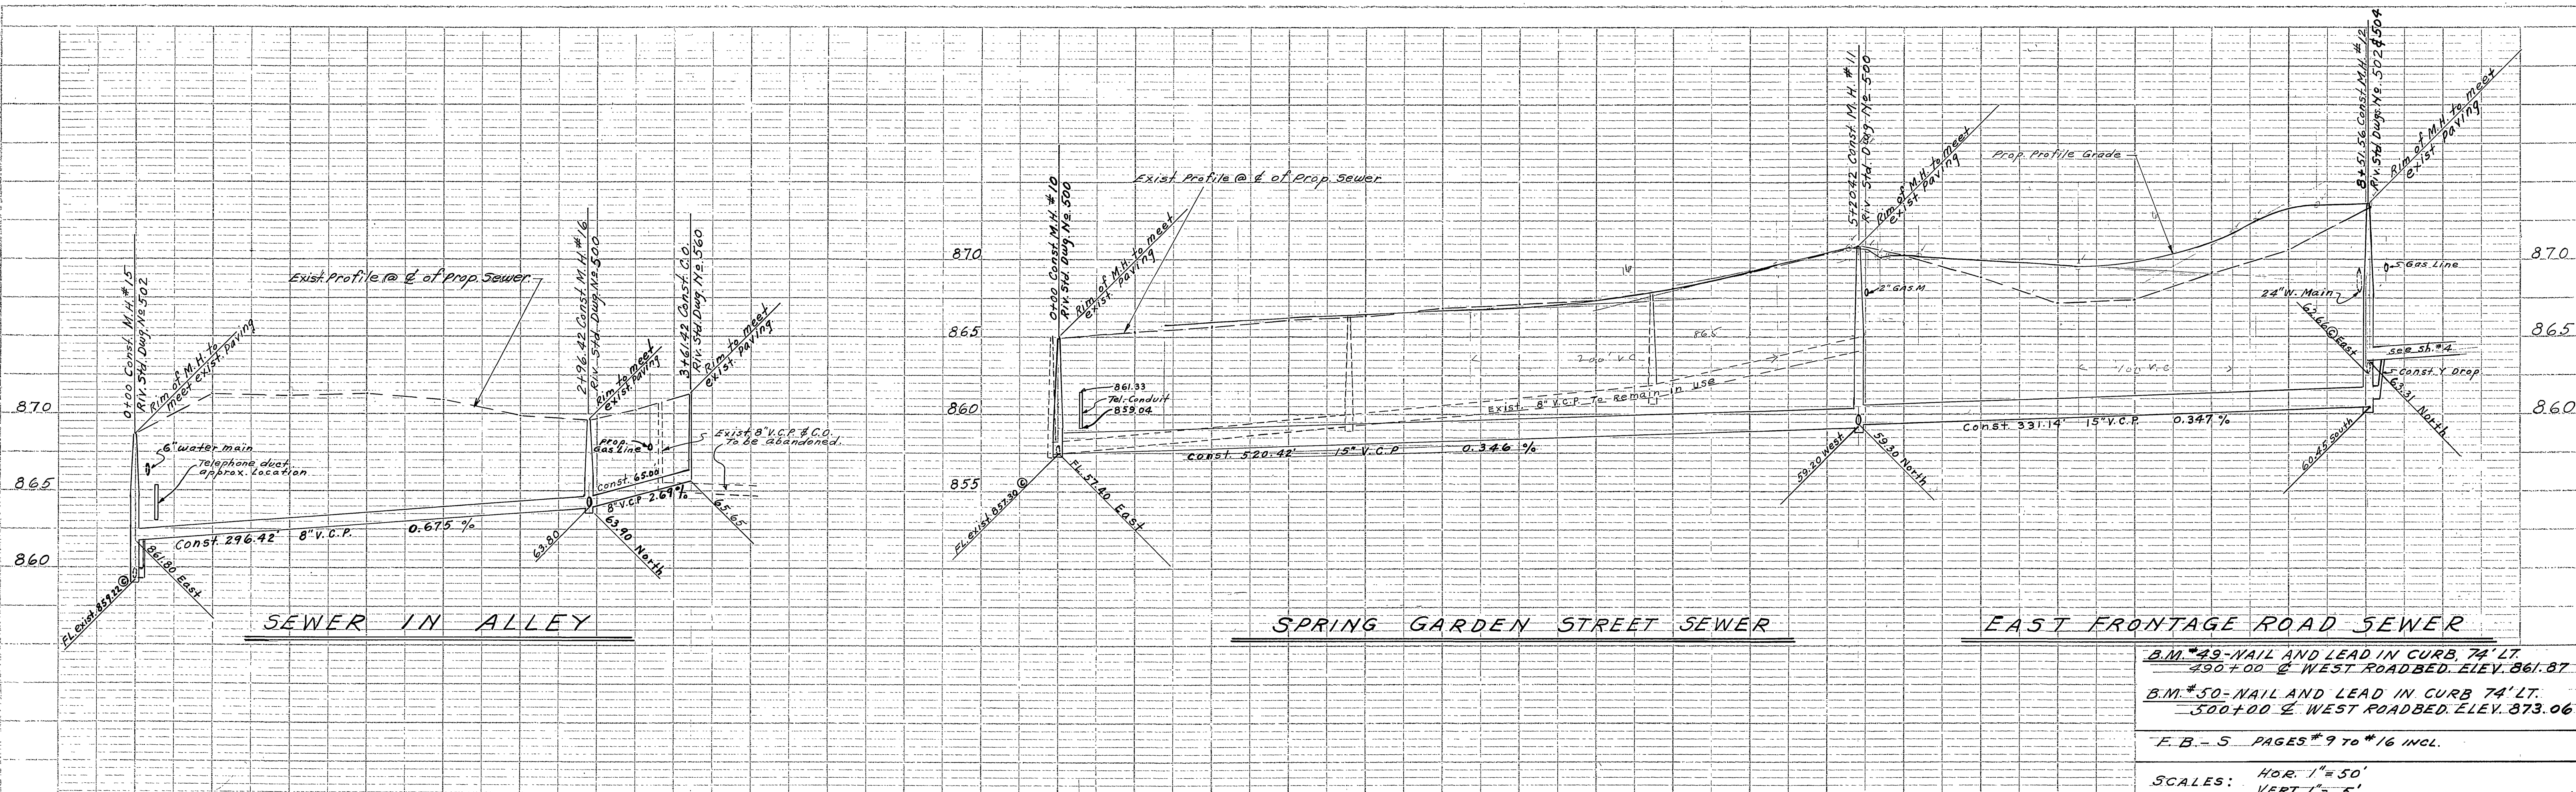 0+00 Const. M.H. #15
Riv. Std. Dwg. No. 502
Rim of M.H. to
meet exist. paving
6" water main
Telephone duct
approx. Location
870
865
860
Const. 296.42' 8" V.C.P. 0.675 %
861.80 East
FL. exist. 859.22 ©
Exist. Profile @ ℄ of Prop. Sewer
2+96.42 Const. M.H. #16
Riv. Std. Dwg. No. 500
Rim to meet
exist. paving
3+61.42 Const. C.O.
Riv. Std. Dwg. No. 560
Rim to meet
exist. paving
Prop.
Gas Line
Exist. 8" V.C.P. & C.O.
To be abandoned.
Const. 65.00
8" V.C.P. 2.69 %
63.80
63.90 North
65.65
SEWER IN ALLEY
0+00 Const. M.H. #10
Riv. Std. Dwg. No. 500
Rim of M.H. to meet
exist. paving
Exist. Profile @ ℄ of Prop. Sewer
870
865
860
855
861.33
Tel. Conduit
859.04
16
865
200' V.C.
Exist. 8" V.C.P. To Remain in use
Const. 520.42' 15" V.C.P. 0.346 %
FL. exist. 857.30 ©
FL. 57.40 East
SPRING GARDEN STREET SEWER
5+20.42 Const. M.H. #11
Riv. Std. Dwg. No. 500
Rim of M.H. to meet
exist. paving
2" GAS M.
59.20 West
59.30 North
Prop. Profile Grade
100' V.C.
Const. 331.14' 15" V.C.P. 0.347 %
8+51.56 Const. M.H. #12
Riv. Std. Dwgs. No. 502 & 504
Rim of M.H. to meet
exist. paving
Gas Line
24" W. Main
62.66 © East
see Sh. #4
Const. Y Drop
63.31 North
60.45 South
870
865
860
EAST FRONTAGE ROAD SEWER
B.M. #49 - NAIL AND LEAD IN CURB, 74' LT.
490+00 ℄ WEST ROADBED. ELEV. 861.87
B.M. #50 - NAIL AND LEAD IN CURB 74' LT.
500+00 ℄ WEST ROADBED. ELEV. 873.06
F.B. - S PAGES #9 TO #16 INCL.
SCALES: HOR. 1" = 50'
VERT. 1" = 5'